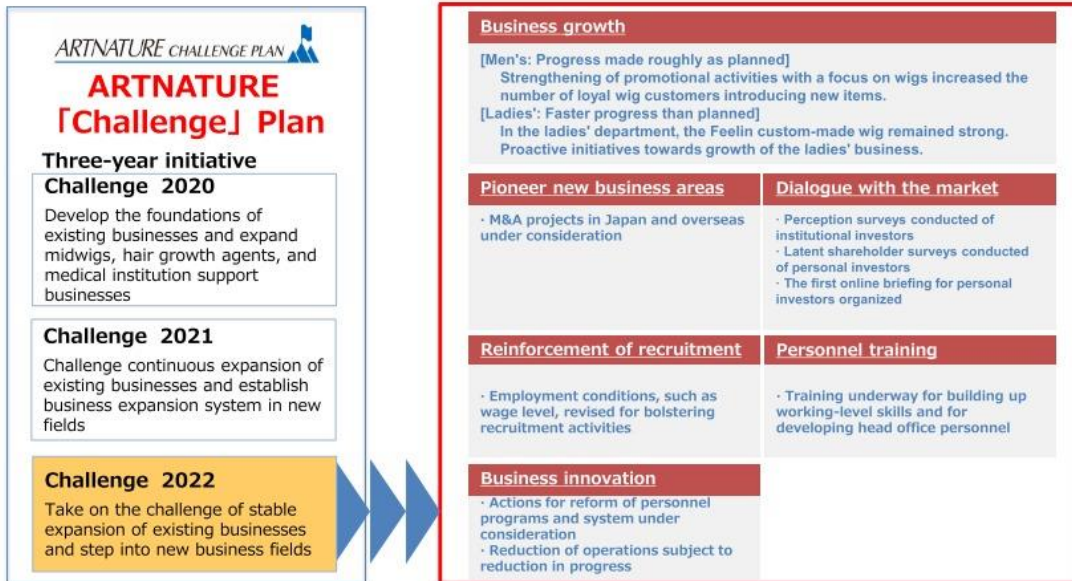 ARTNATURE CHALLENGE PLAN
ARTNATURE
「Challenge」 Plan
Three-year initiative
Challenge 2020
Develop the foundations of
existing businesses and expand
midwigs, hair growth agents, and
medical institution support
businesses
Challenge 2021
Challenge continuous expansion of
existing businesses and establish
business expansion system in new
fields
Challenge 2022
Take on the challenge of stable
expansion of existing businesses
and step into new business fields
Business growth
[Men's: Progress made roughly as planned]
Strengthening of promotional activities with a focus on wigs increased the
number of loyal wig customers introducing new items.
[Ladies': Faster progress than planned]
In the ladies' department, the Feelin custom-made wig remained strong.
Proactive initiatives towards growth of the ladies' business.
Pioneer new business areas
· M&A projects in Japan and overseas
under consideration
Dialogue with the market
· Perception surveys conducted of
institutional investors
· Latent shareholder surveys conducted
of personal investors
· The first online briefing for personal
investors organized
Reinforcement of recruitment
· Employment conditions, such as
wage level, revised for bolstering
recruitment activities
Personnel training
· Training underway for building up
working-level skills and for
developing head office personnel
Business innovation
· Actions for reform of personnel
programs and system under
consideration
· Reduction of operations subject to
reduction in progress